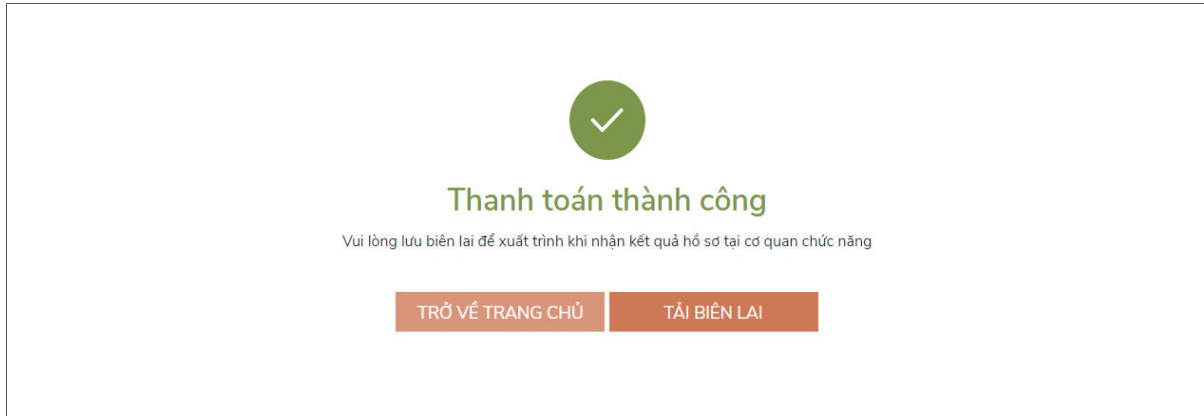 Thanh toán thành công
Vui lòng lưu biên lai để xuất trình khi nhận kết quả hồ sơ tại cơ quan chức năng
TRỞ VỀ TRANG CHỦ
TẢI BIÊN LAI